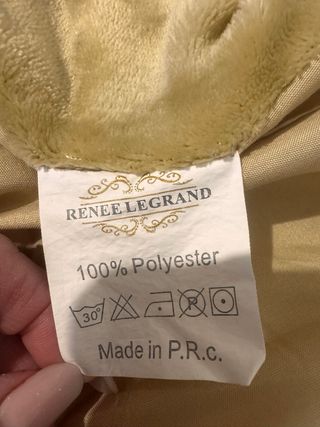 RENEE LEGRAND
100% Polyester
30°
Made in P.R.c.